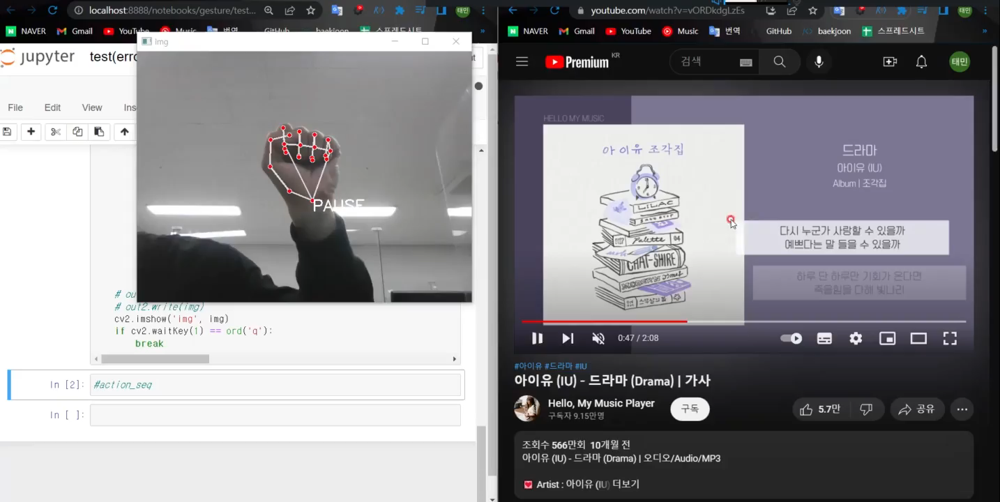 localhost:8888/notebooks/gesture/test...
태민
NAVER
Gmail
YouTube
Music
번역
GitHub
baekjoon
스프레드시트
»
jupyter
test(erro
File
Edit
View
Ins
img
PAUSE
# ou
# out2.write(img)
cv2.imshow('img', img)
if cv2.waitKey(1) == ord('q'):
break
In [2]:
#action_seq
In [ ]:
youtube.com/watch?v=vORDkdgLzEs
태민
NAVER
Gmail
YouTube
Music
번역
GitHub
baekjoon
스프레드시트
»
Premium KR
검색
태민
HELLO MY MUSIC
아이유 조각집
LILAC
Palette
CHAT-SHIRE
드라마
아이유 (IU)
Album | 조각집
다시 누군가 사랑할 수 있을까
예쁘다는 말 들을 수 있을까
하루 단 하루만 기회가 온다면
죽을힘을 다해 빛나리
0:47 / 2:08
#아이유 #드라마 #IU
아이유 (IU) - 드라마 (Drama) | 가사
Hello, My Music Player
구독자 9.15만명
구독
5.7만
공유
조회수 566만회 10개월 전
아이유 (IU) - 드라마 (Drama) | 오디오/Audio/MP3
Artist : 아이유 (IU) 더보기